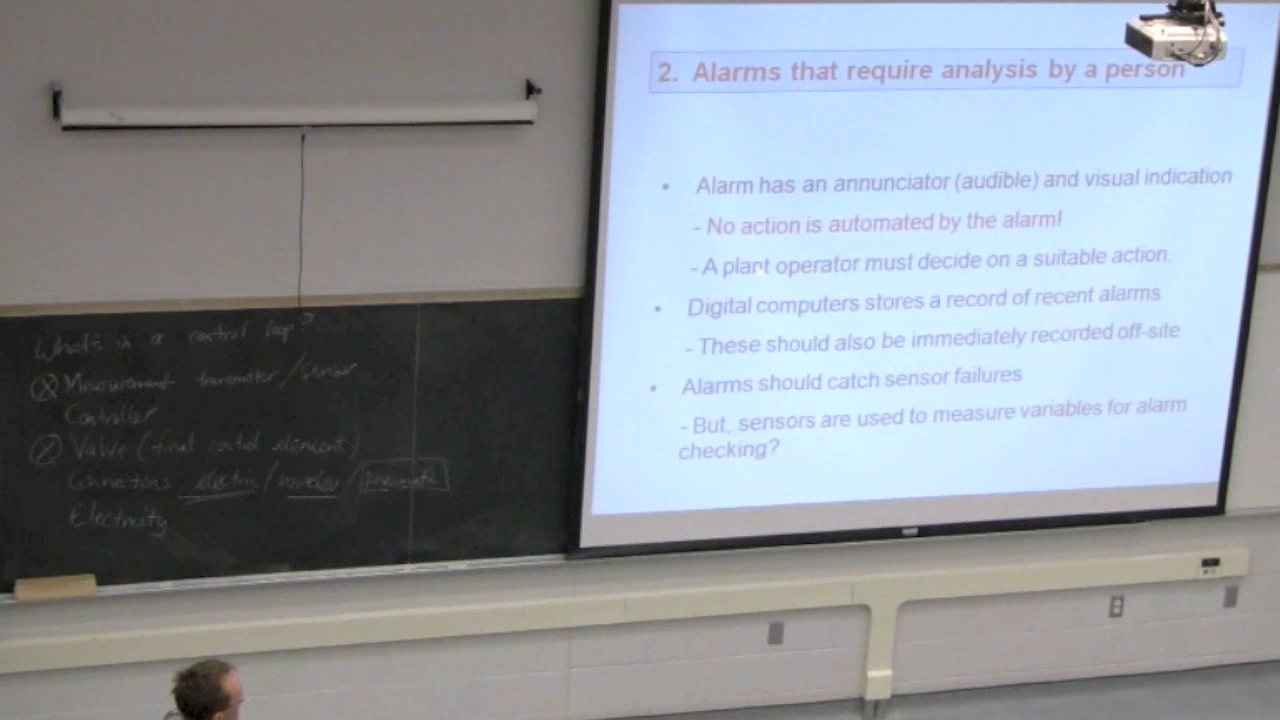 What's in a control loop?
Measurement transmitter/sensor
Controller
Valve (final control element)
Connections electric/wireless/pneumatic
Electricity
2. Alarms that require analysis by a person
• Alarm has an annunciator (audible) and visual indication
- No action is automated by the alarm!
- A plant operator must decide on a suitable action.
• Digital computers stores a record of recent alarms
- These should also be immediately recorded off-site
• Alarms should catch sensor failures
- But, sensors are used to measure variables for alarm
checking?